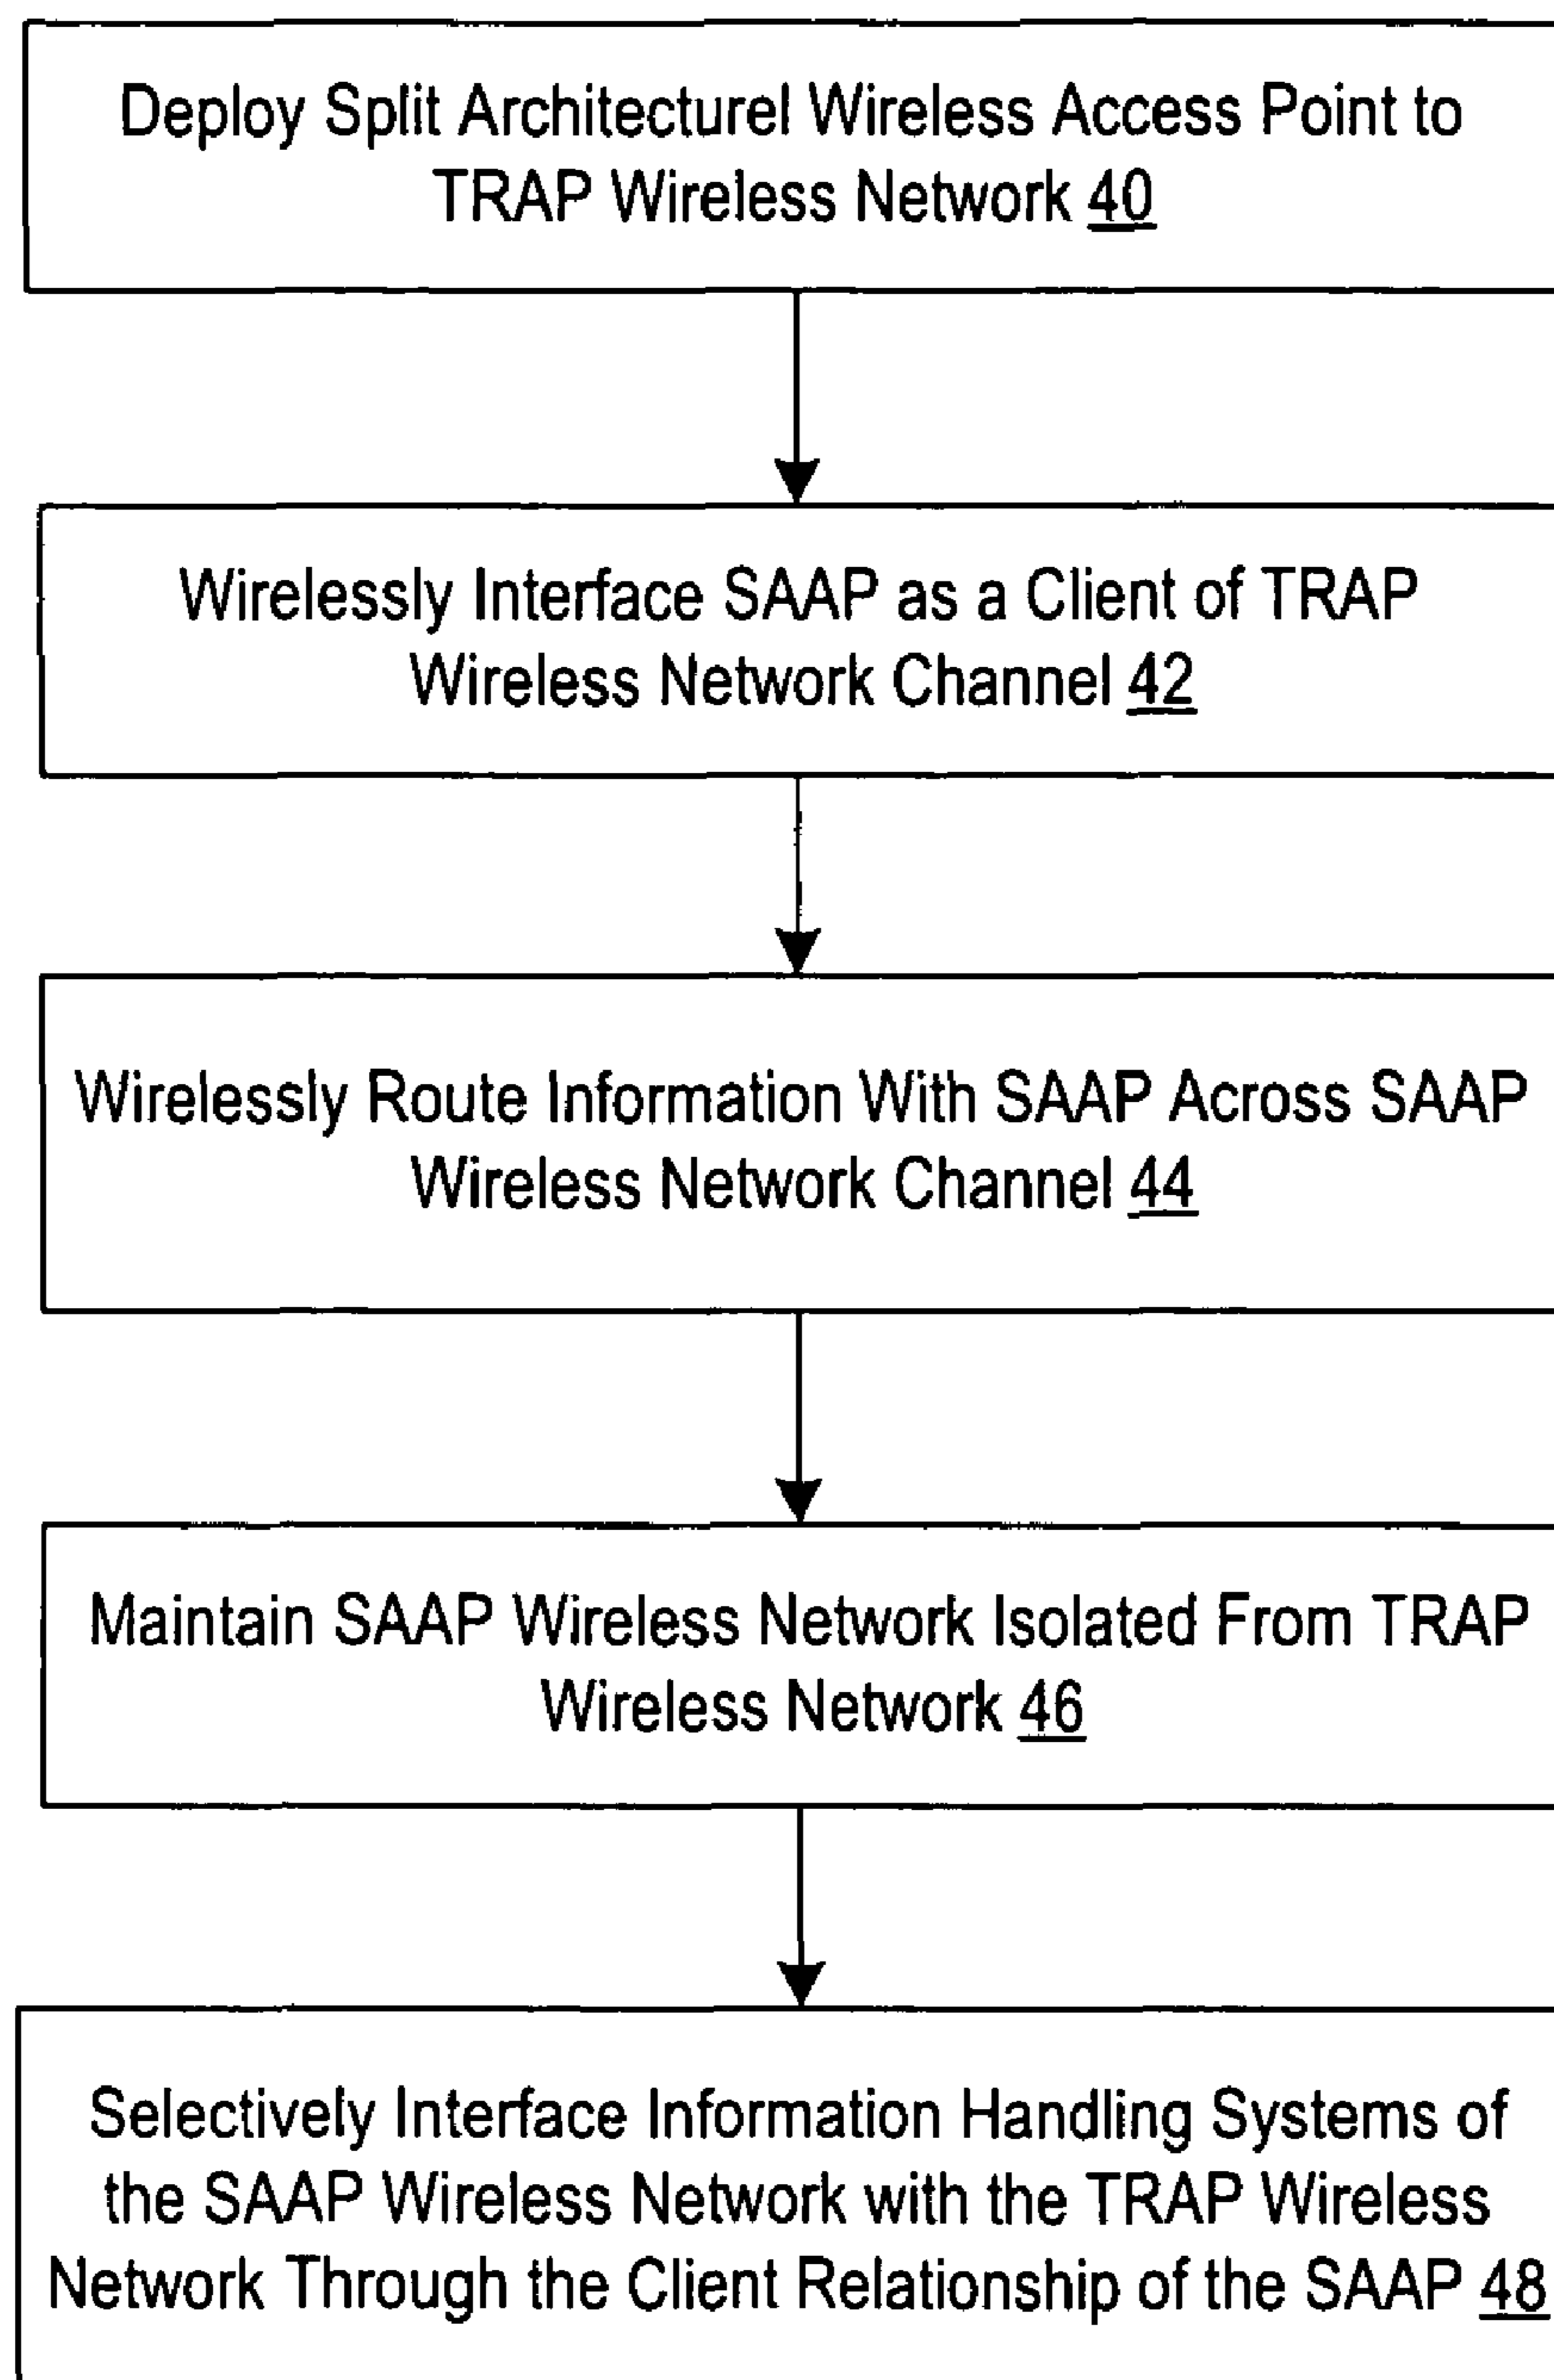 Deploy Split Architecturel Wireless Access Point to
TRAP Wireless Network 40
Wirelessly Interface SAAP as a Client of TRAP
Wireless Network Channel 42
Wirelessly Route Information With SAAP Across SAAP
Wireless Network Channel 44
Maintain SAAP Wireless Network Isolated From TRAP
Wireless Network 46
Selectively Interface Information Handling Systems of
the SAAP Wireless Network with the TRAP Wireless
Network Through the Client Relationship of the SAAP 48